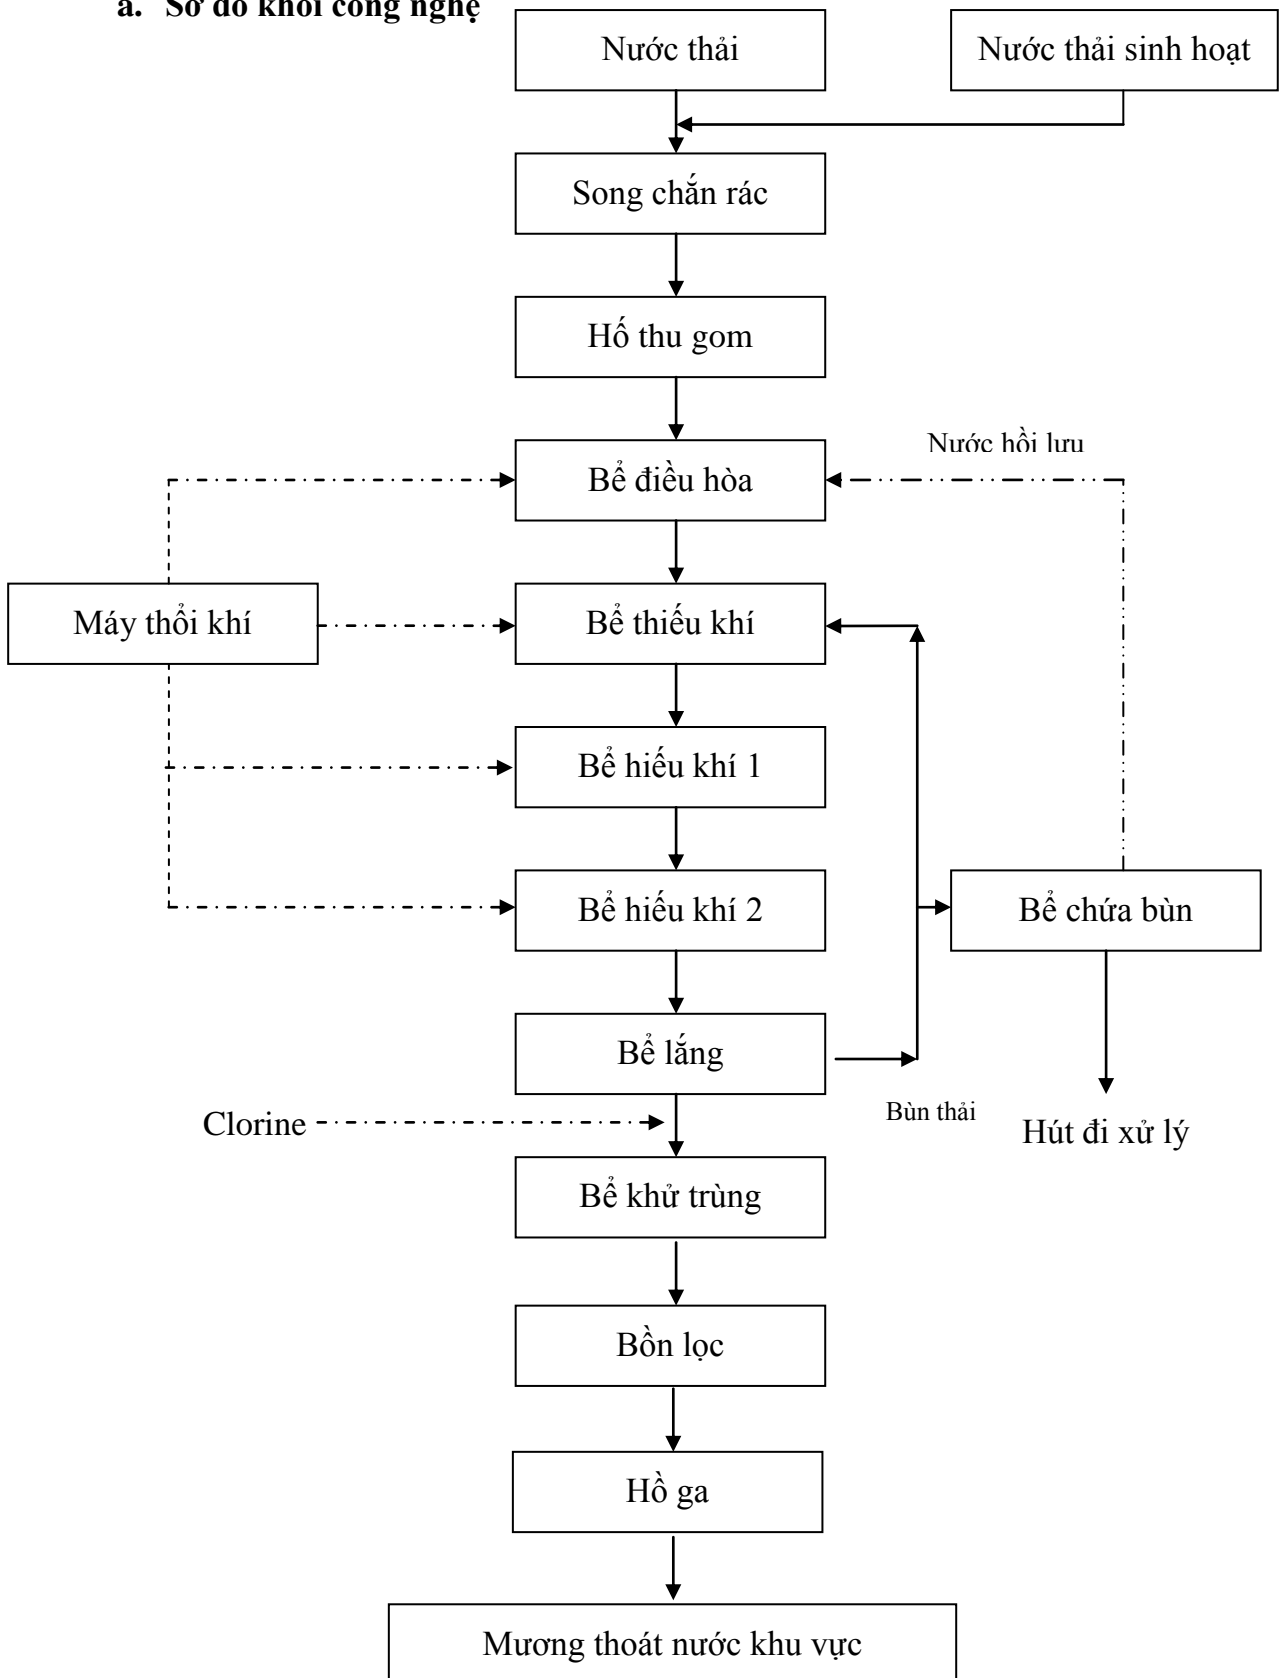 a. Sơ đồ khối công nghệ
Nước thải
Nước thải sinh hoạt
Song chắn rác
Hố thu gom
Nước hồi lưu
Bể điều hòa
Máy thổi khí
Bể thiếu khí
Bể hiếu khí 1
Bể hiếu khí 2
Bể chứa bùn
Bể lắng
Bùn thải
Clorine
Hút đi xử lý
Bể khử trùng
Bồn lọc
Hồ ga
Mương thoát nước khu vực